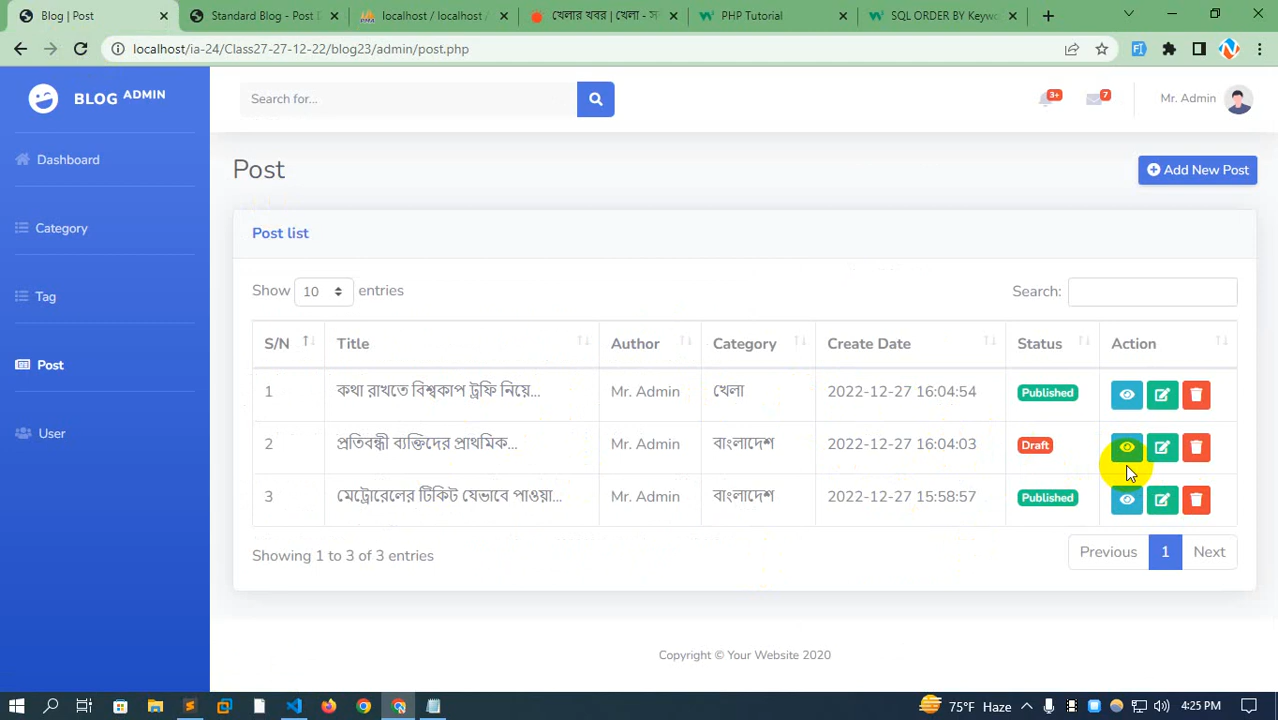 Blog | Post
Standard Blog - Post
localhost / localhost /
খেলার খবর | খেলা -
PHP Tutorial
SQL ORDER BY Keywo
localhost/ia-24/Class27-27-12-22/blog23/admin/post.php
BLOG ADMIN
Search for...
3+
7
Mr. Admin
Dashboard
Category
Tag
Post
User
Post
Add New Post
Post list
Show 10 entries
Search:
S/N Title Author Category Create Date Status Action
1 কথা রাখতে বিশ্বকাপ ট্রফি নিয়ে... Mr. Admin খেলা 2022-12-27 16:04:54 Published
2 প্রতিবন্ধী ব্যক্তিদের প্রাথমিক... Mr. Admin বাংলাদেশ 2022-12-27 16:04:03 Draft
3 মেট্রোরেলের টিকিট যেভাবে পাওয়া... Mr. Admin বাংলাদেশ 2022-12-27 15:58:57 Published
Showing 1 to 3 of 3 entries
Previous 1 Next
Copyright © Your Website 2020
75°F Haze
4:25 PM